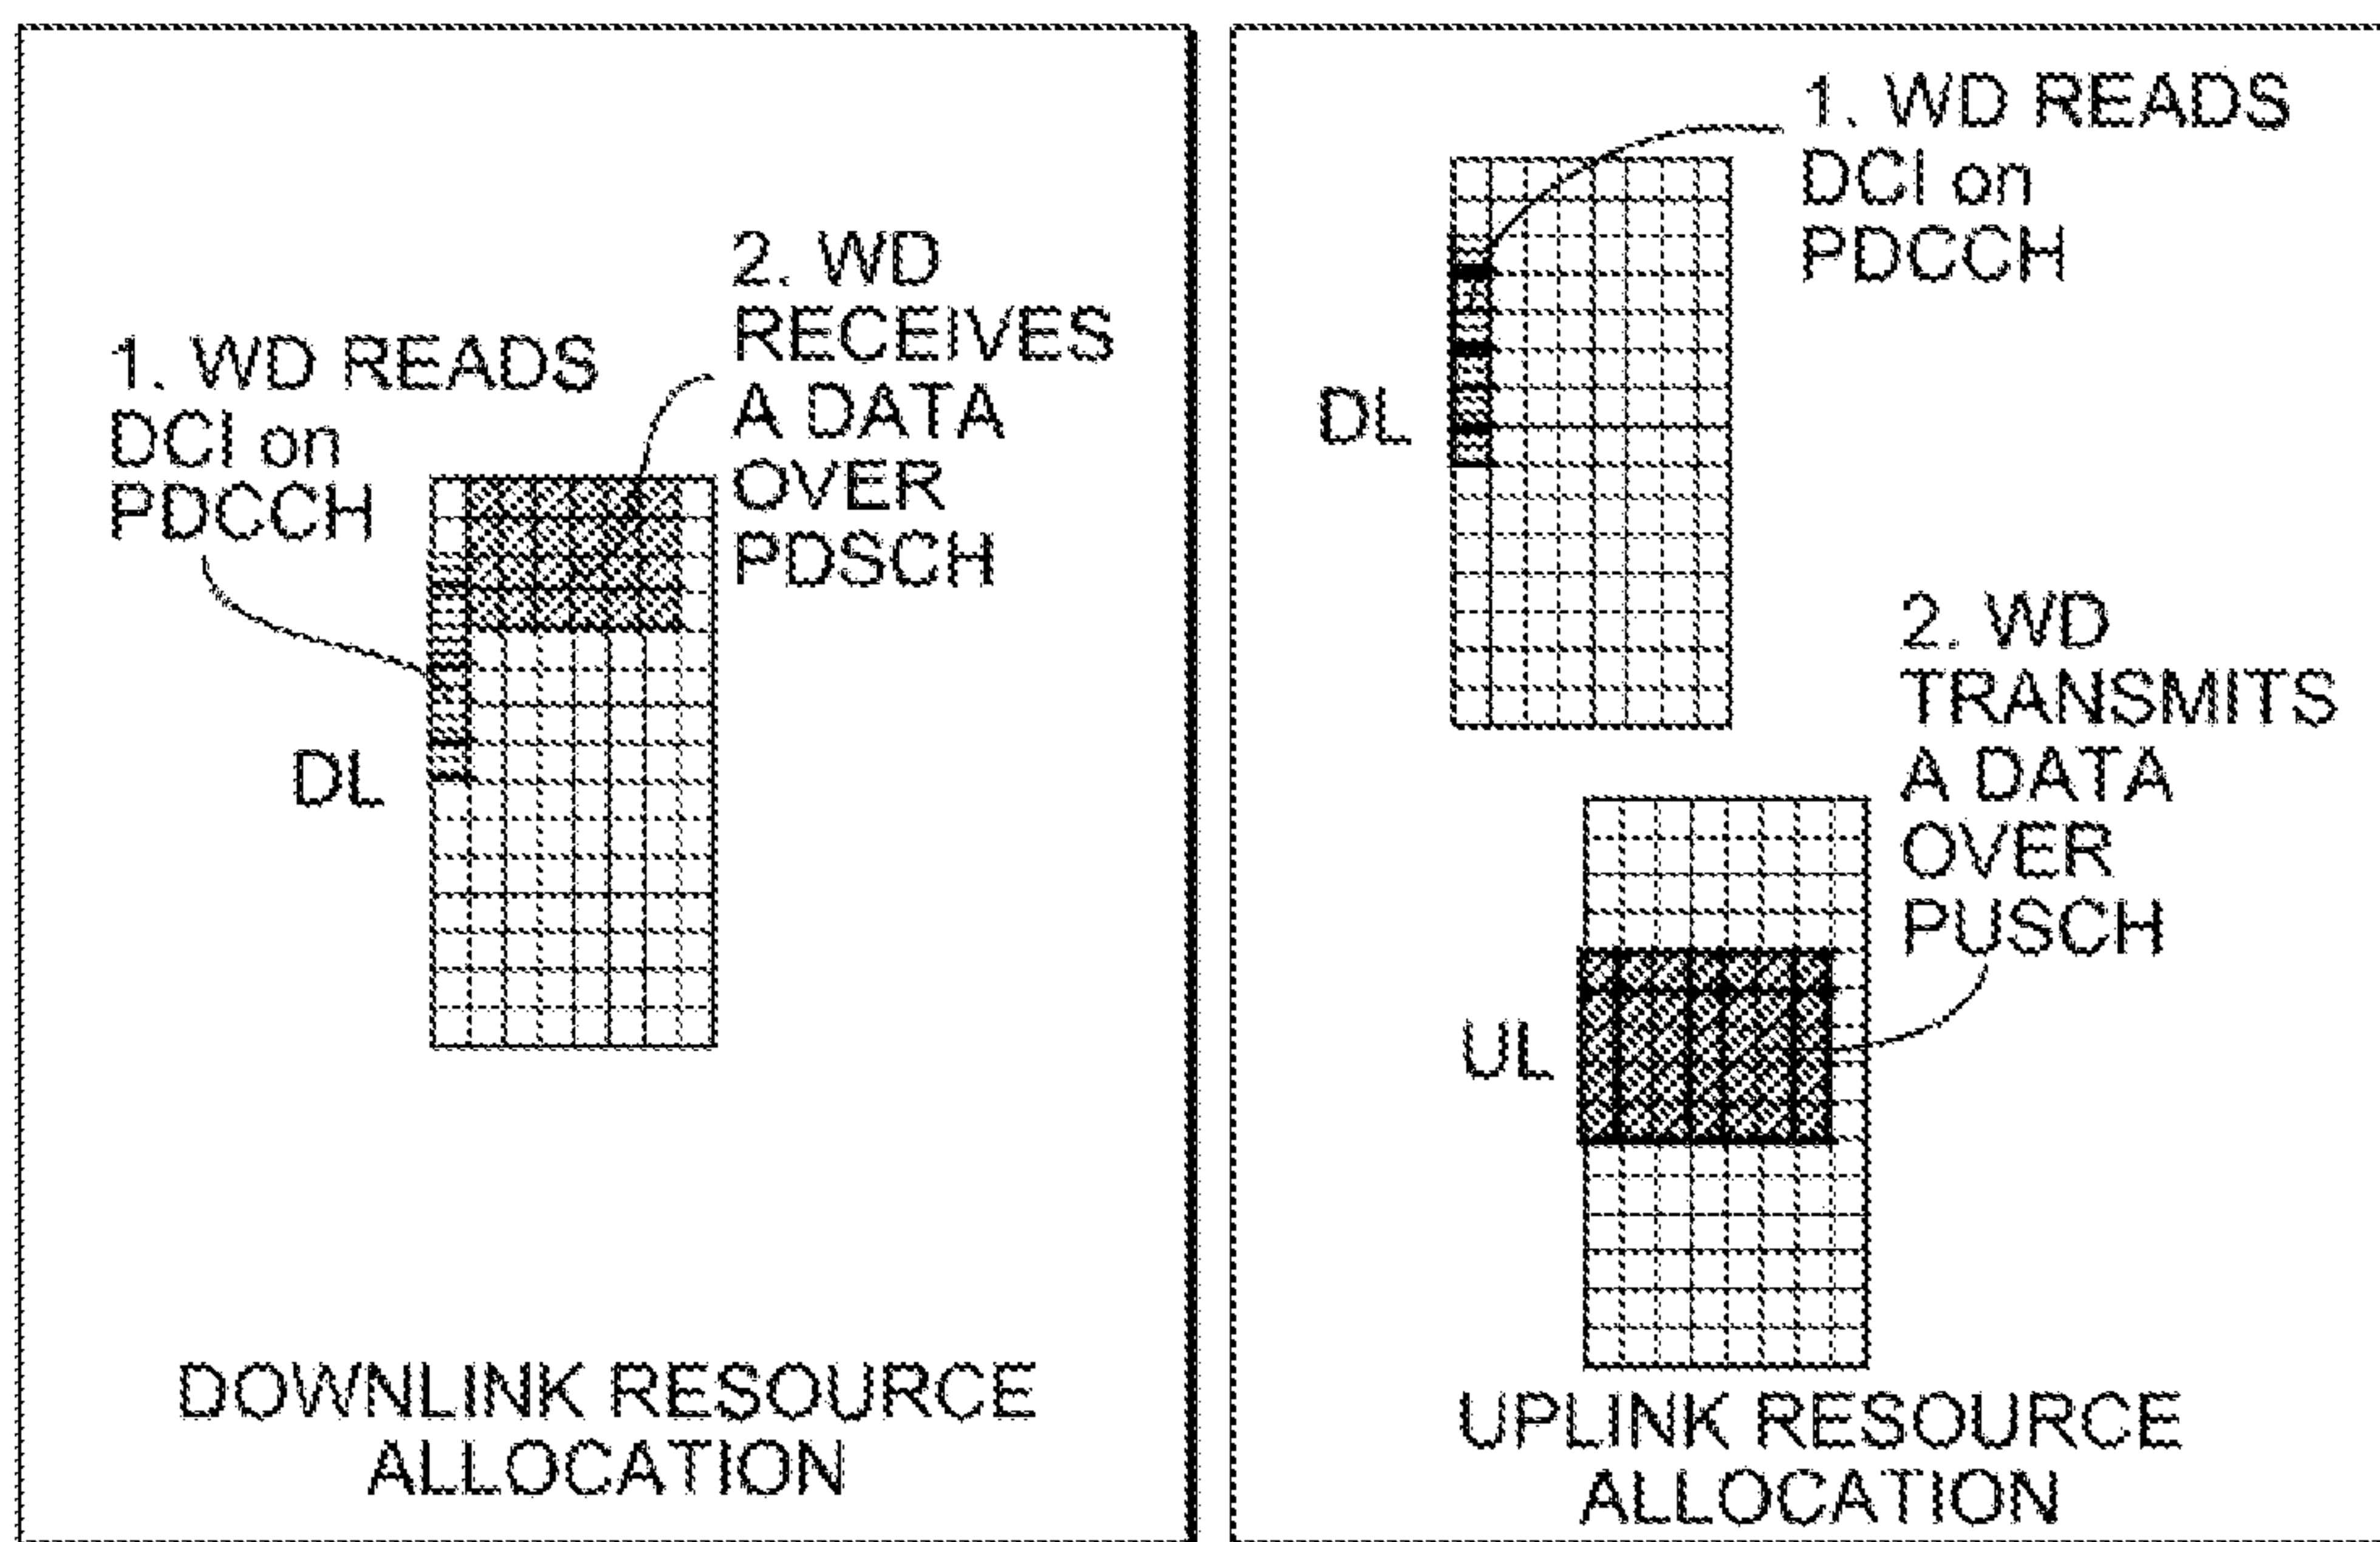 1. WD READS
DCI on
PDCCH
2. WD
RECEIVES
A DATA
OVER
PDSCH
DL
DOWNLINK RESOURCE
ALLOCATION
1. WD READS
DCI on
PDCCH
DL
2. WD
TRANSMITS
A DATA
OVER
PUSCH
UL
UPLINK RESOURCE
ALLOCATION